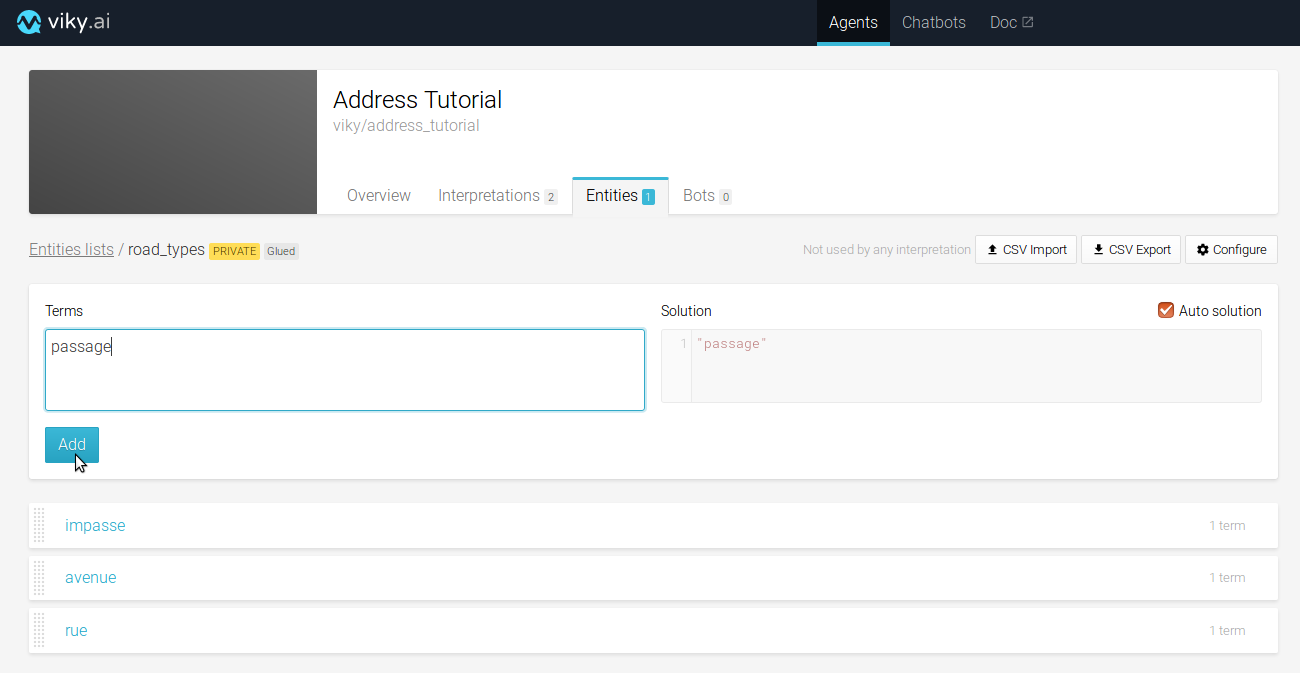 viky.ai Agents Chatbots Doc
Address Tutorial
viky/address_tutorial
Overview Interpretations 2 Entities 1 Bots 0
Entities lists / road_types PRIVATE Glued Not used by any interpretation CSV Import CSV Export Configure
Terms Solution Auto solution
passage 1 "passage"
Add
impasse 1 term
avenue 1 term
rue 1 term